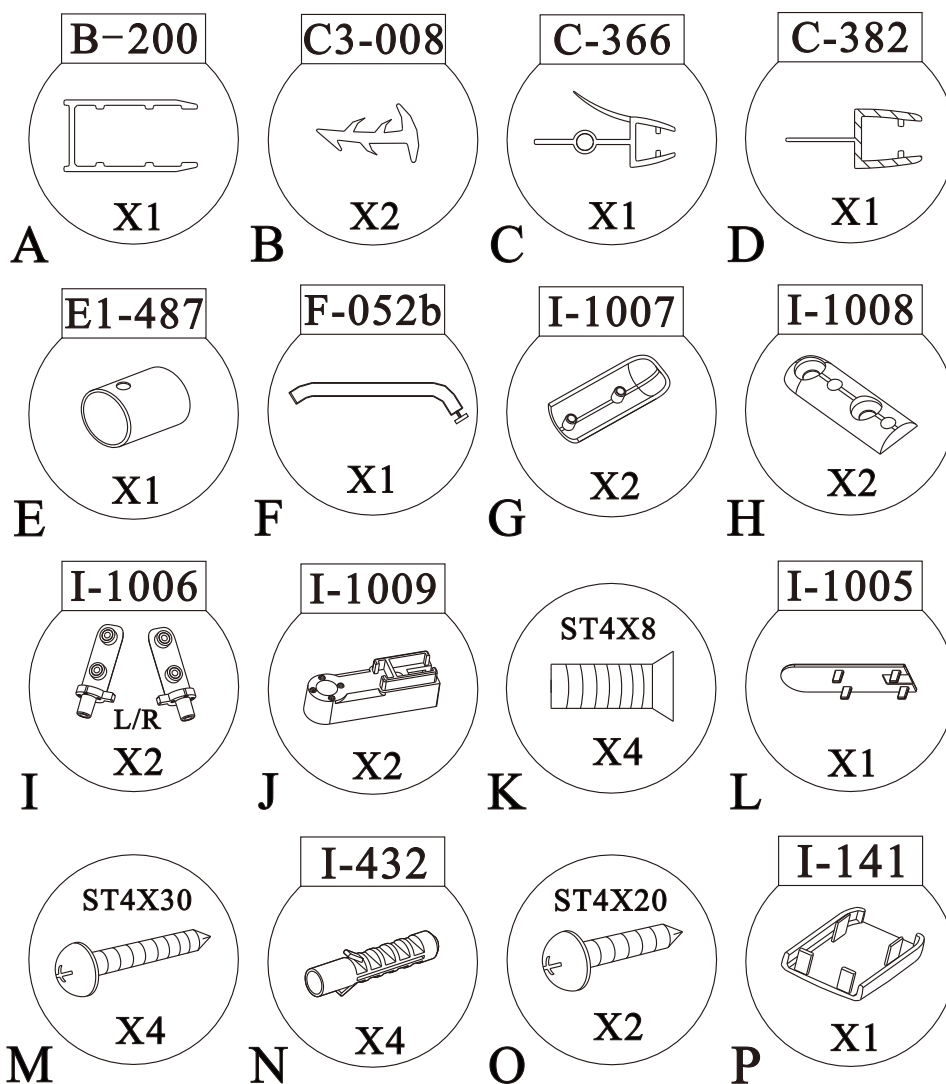 B-200
C3-008
C-366
C-382
X1
X2
X1
X1
A
B
C
D
E1-487
F-052b
I-1007
I-1008
X1
X1
X2
X2
E
F
G
H
I-1006
I-1009
I-1005
ST4X8
L/R
X2
X2
X4
X1
I
J
K
L
I-432
I-141
ST4X30
ST4X20
X4
X4
X2
X1
M
N
O
P